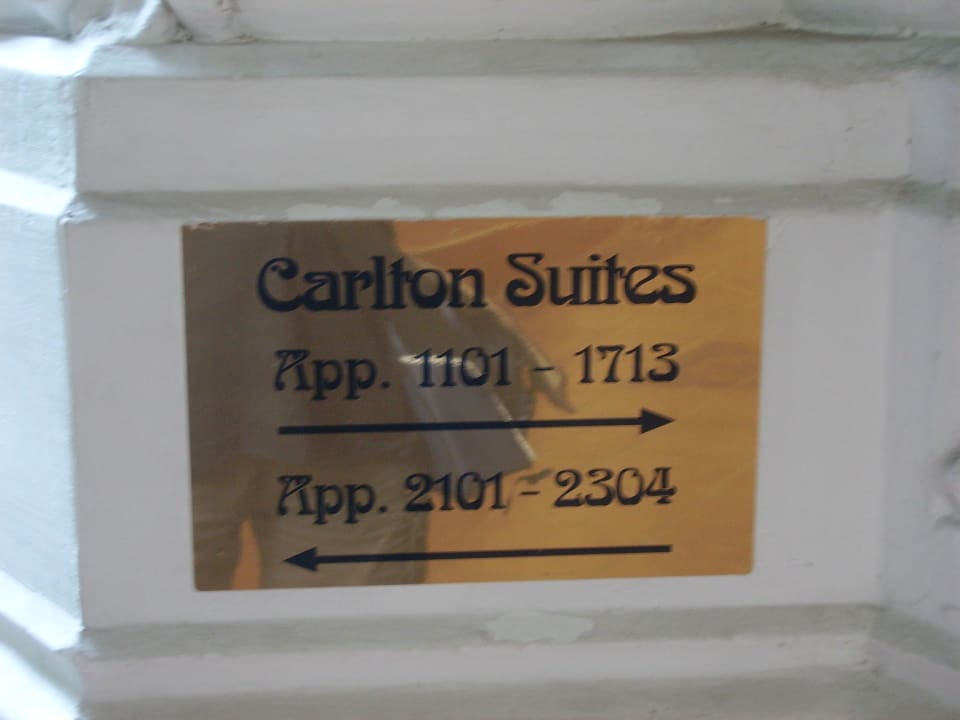 Carlton Suites
App. 1101 - 1713
App. 2101 - 2304